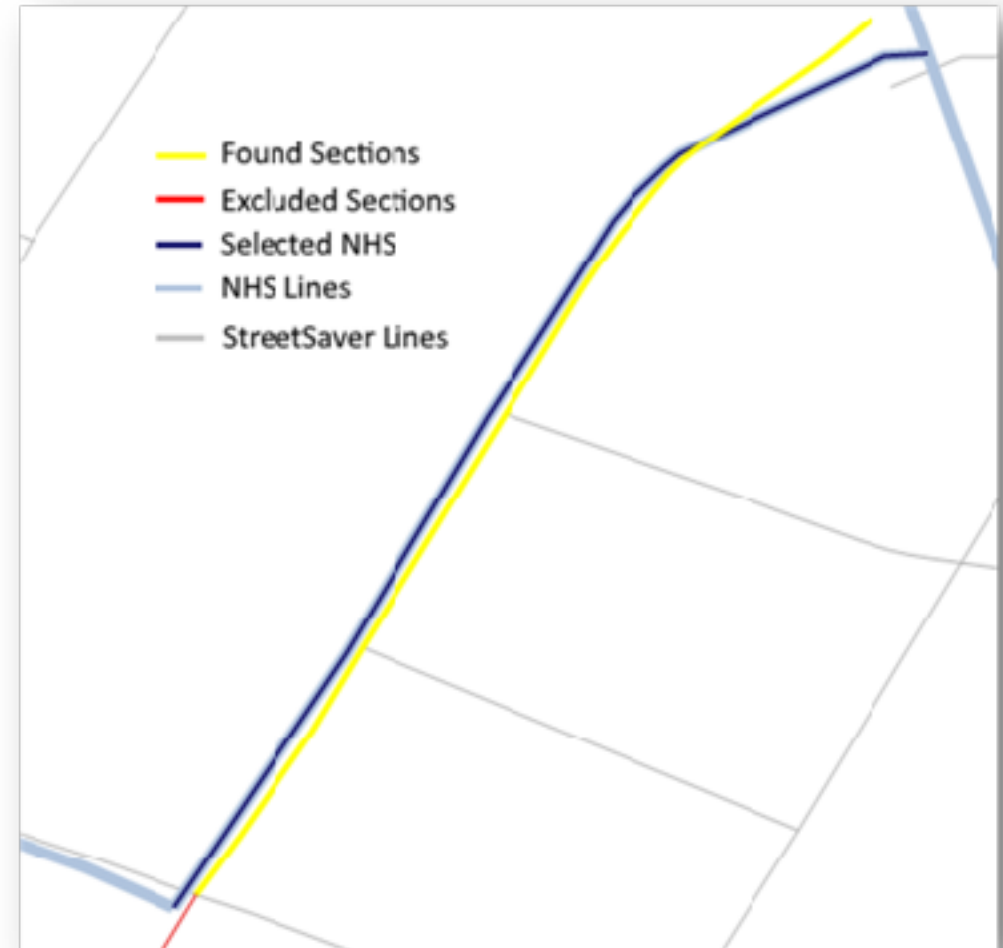 Found Sections
Excluded Sections
Selected NHS
NHS Lines
StreetSaver Lines